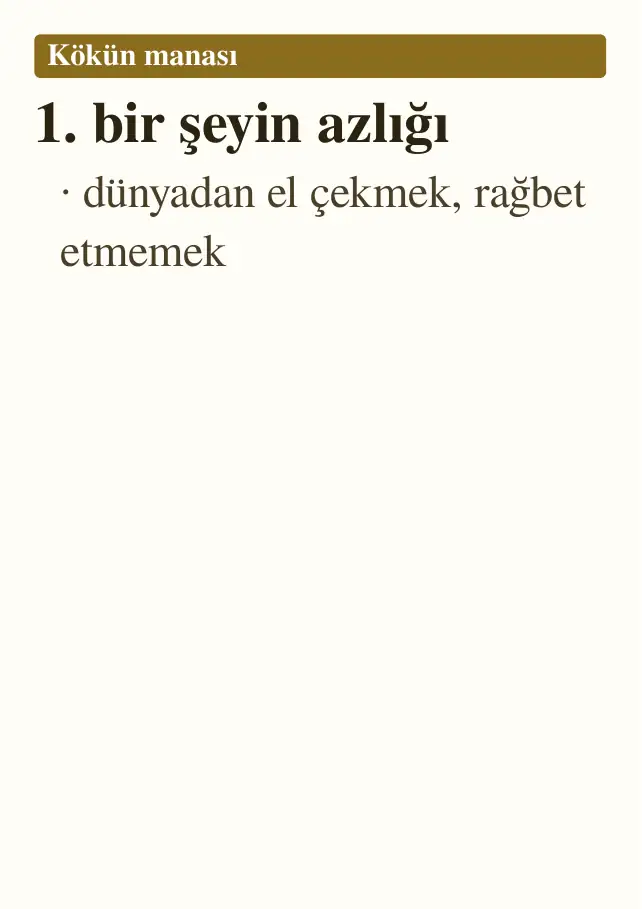 Kökün manası
1. bir şeyin azlığı
· dünyadan el çekmek, rağbet
etmemek